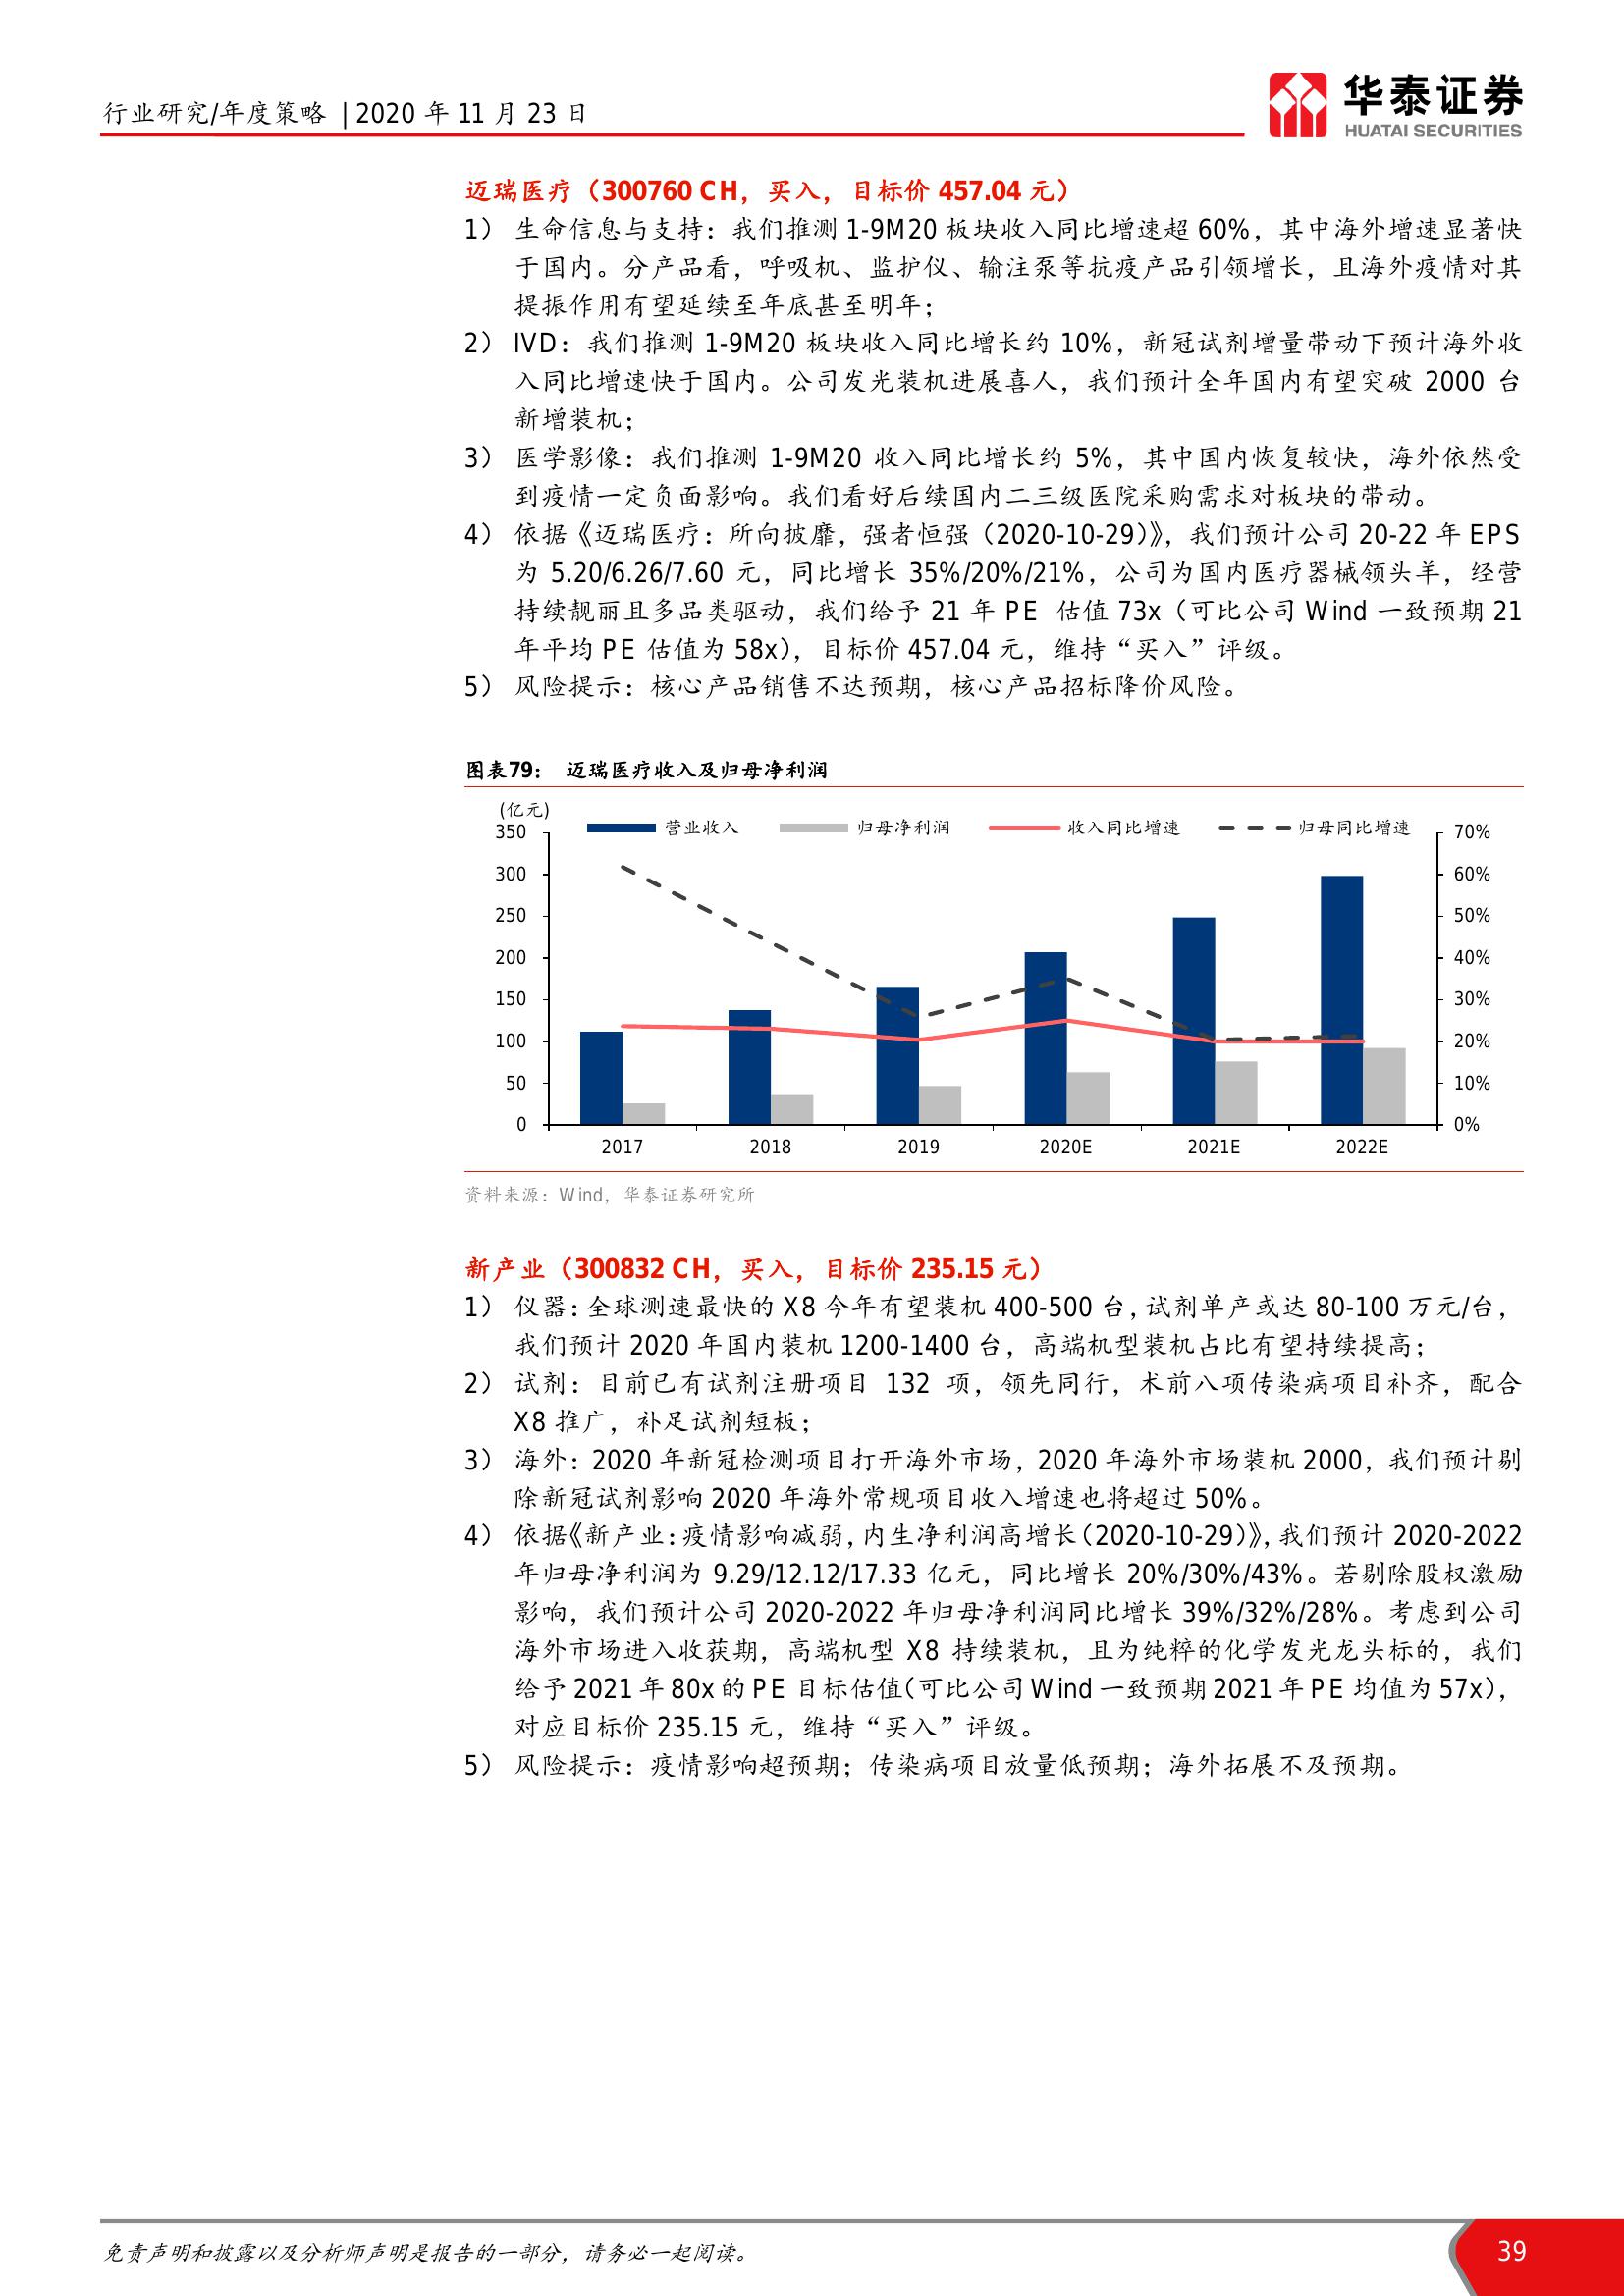 行业研究/年度策略 | 2020 年 11 月 23 日
华泰证券
HUATAI SECURITIES
迈瑞医疗（300760 CH，买入，目标价 457.04 元）
1） 生命信息与支持：我们推测 1-9M20 板块收入同比增速超 60%，其中海外增速显著快
于国内。分产品看，呼吸机、监护仪、输注泵等抗疫产品引领增长，且海外疫情对其
提振作用有望延续至年底甚至明年；
2） IVD：我们推测 1-9M20 板块收入同比增长约 10%，新冠试剂增量带动下预计海外收
入同比增速快于国内。公司发光装机进展喜人，我们预计全年国内有望突破 2000 台
新增装机；
3） 医学影像：我们推测 1-9M20 收入同比增长约 5%，其中国内恢复较快，海外依然受
到疫情一定负面影响。我们看好后续国内二三级医院采购需求对板块的带动。
4） 依据《迈瑞医疗：所向披靡，强者恒强（2020-10-29）》，我们预计公司 20-22 年 EPS
为 5.20/6.26/7.60 元，同比增长 35%/20%/21%，公司为国内医疗器械领头羊，经营
持续靓丽且多品类驱动，我们给予 21 年 PE 估值 73x（可比公司 Wind 一致预期 21
年平均 PE 估值为 58x），目标价 457.04 元，维持“买入”评级。
5） 风险提示：核心产品销售不达预期，核心产品招标降价风险。
图表79： 迈瑞医疗收入及归母净利润
(亿元)
营业收入 归母净利润 收入同比增速 归母同比增速
350 70%
300 60%
250 50%
200 40%
150 30%
100 20%
50 10%
0 0%
2017 2018 2019 2020E 2021E 2022E
资料来源：Wind，华泰证券研究所
新产业（300832 CH，买入，目标价 235.15 元）
1） 仪器：全球测速最快的 X8 今年有望装机 400-500 台，试剂单产或达 80-100 万元/台，
我们预计 2020 年国内装机 1200-1400 台，高端机型装机占比有望持续提高；
2） 试剂：目前已有试剂注册项目 132 项，领先同行，术前八项传染病项目补齐，配合
X8 推广，补足试剂短板；
3） 海外：2020 年新冠检测项目打开海外市场，2020 年海外市场装机 2000，我们预计剔
除新冠试剂影响 2020 年海外常规项目收入增速也将超过 50%。
4） 依据《新产业：疫情影响减弱，内生净利润高增长（2020-10-29）》，我们预计 2020-2022
年归母净利润为 9.29/12.12/17.33 亿元，同比增长 20%/30%/43%。若剔除股权激励
影响，我们预计公司 2020-2022 年归母净利润同比增长 39%/32%/28%。考虑到公司
海外市场进入收获期，高端机型 X8 持续装机，且为纯粹的化学发光龙头标的，我们
给予 2021 年 80x 的 PE 目标估值（可比公司 Wind 一致预期 2021 年 PE 均值为 57x），
对应目标价 235.15 元，维持“买入”评级。
5） 风险提示：疫情影响超预期；传染病项目放量低预期；海外拓展不及预期。
免责声明和披露以及分析师声明是报告的一部分，请务必一起阅读。
39